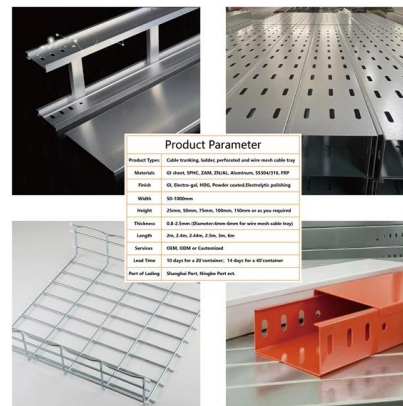 Product Parameter
Product Types Cable trunking, ladder, perforated and wire mesh cable tray
Materials GI sheet, SPHC, ZAM, ZN/AL, Aluminum, SS304/316, FRP
Finish GI, Electro-gal, HDG, Powder coated,Electrolytic polishing
Width 50-1000mm
Height 25mm, 50mm, 75mm, 100mm, 150mm or as you required
Thickness 0.8-2.5mm (Diameter:4mm-6mm for wire mesh cable tray)
Length 2m, 2.4m, 2.44m, 2.5m, 3m, 6m
Services OEM, ODM or Customized
Lead Time 10 days for a 20'container; 14 days for a 40'container
Port of Lading Shanghai Port, Ningbo Port ect.